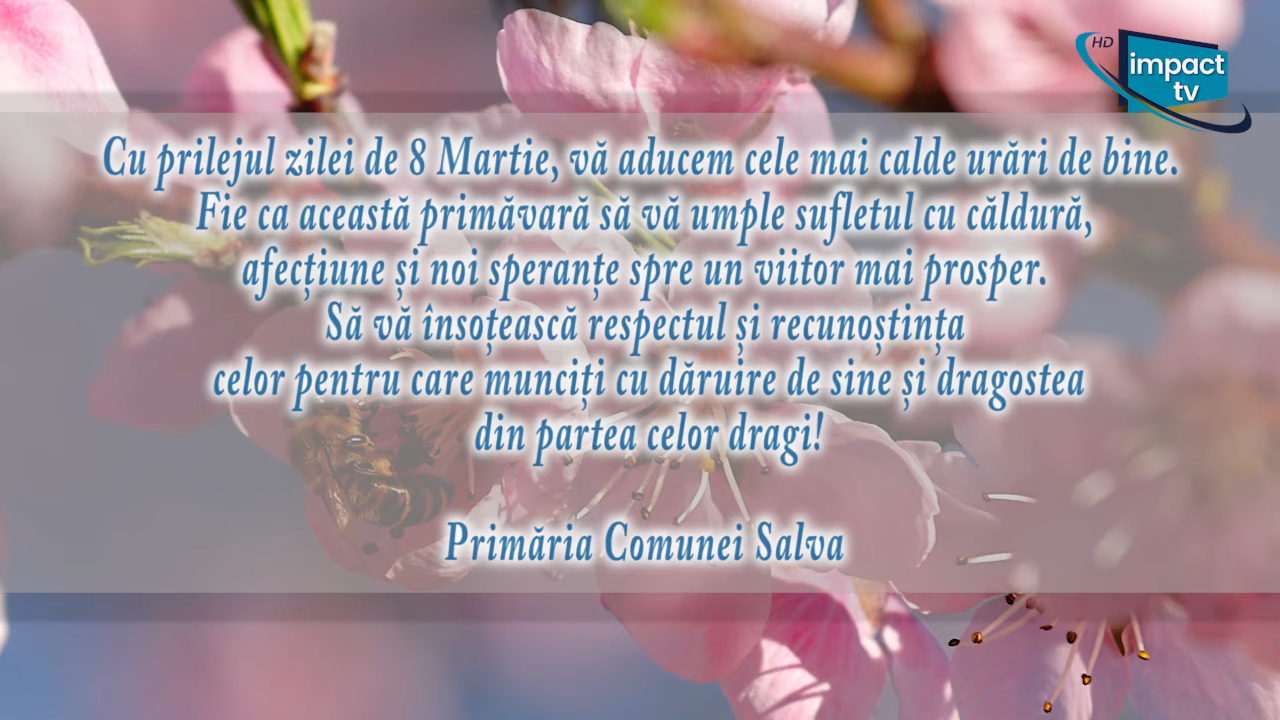 HD
impact
tv
Cu prilejul zilei de 8 Martie, vă aducem cele mai calde urări de bine.
Fie ca această primăvară să vă umple sufletul cu căldură,
afecțiune și noi speranțe spre un viitor mai prosper.
Să vă însoțească respectul și recunoștința
celor pentru care munciți cu dăruire de sine și dragostea
din partea celor dragi!
Primăria Comunei Salva